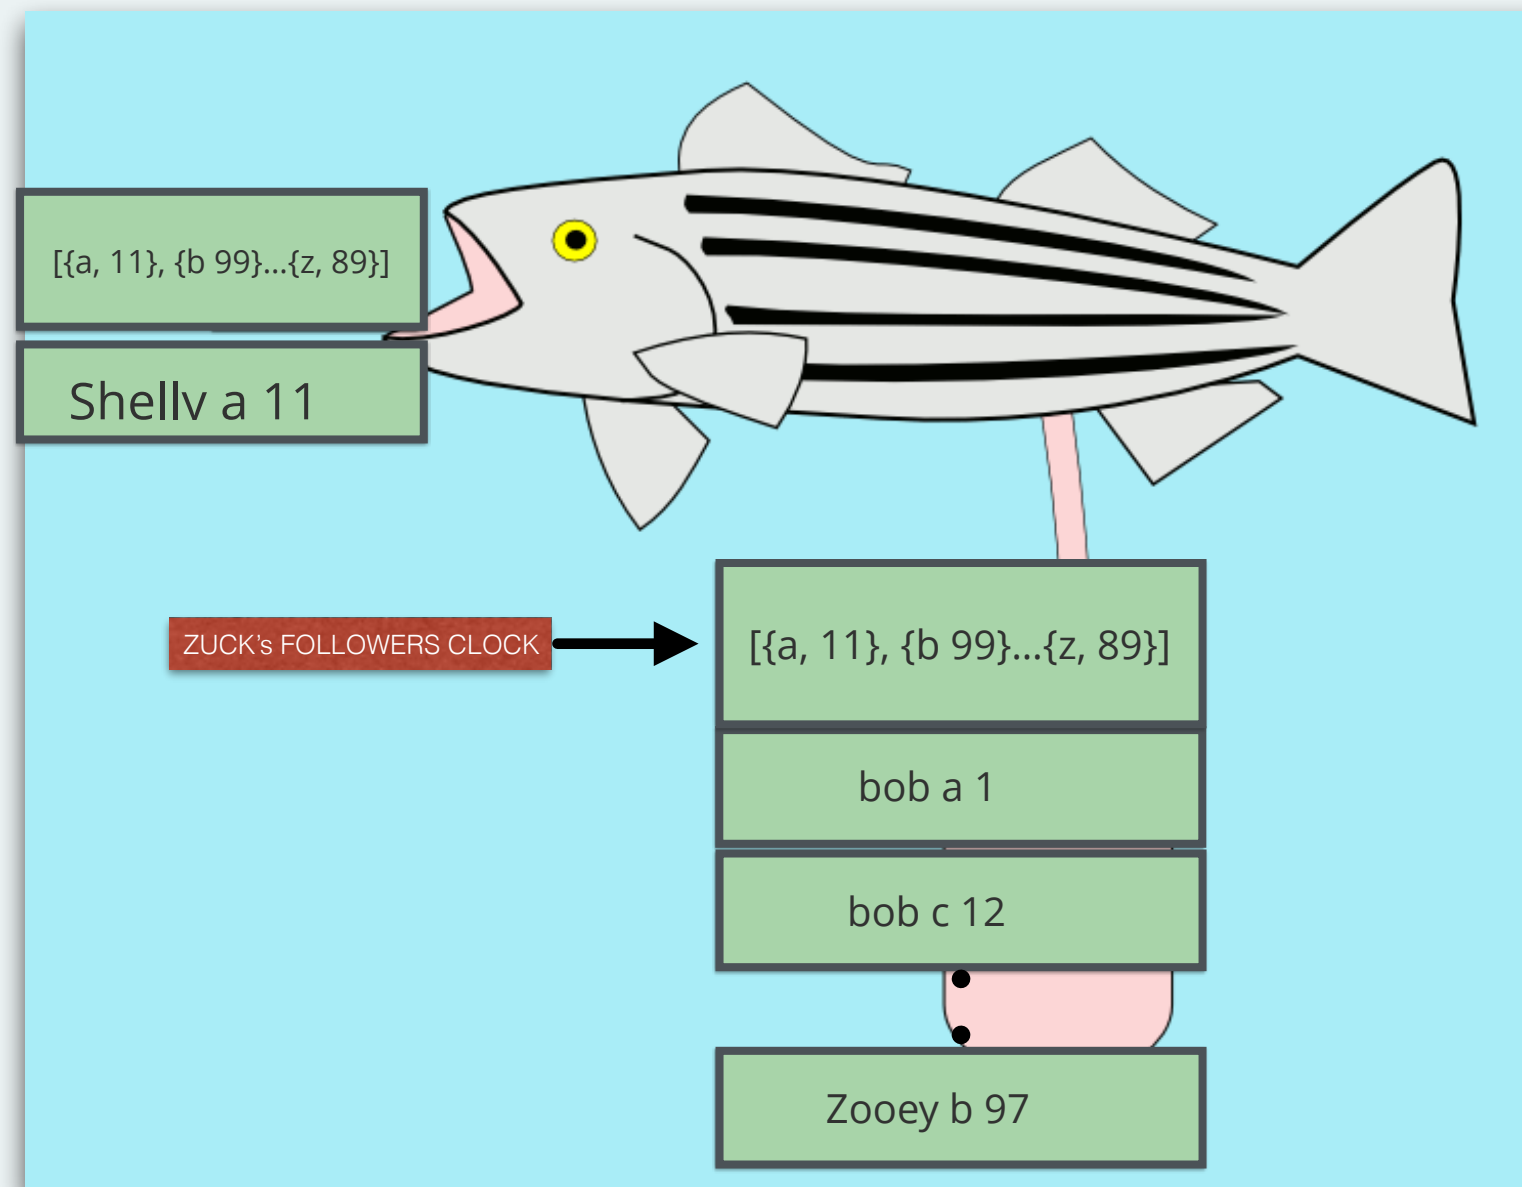 [{a, 11}, {b 99}...{z, 89}]
Shellv a 11
ZUCK’s FOLLOWERS CLOCK
[{a, 11}, {b 99}...{z, 89}]
bob a 1
bob c 12
Zooey b 97